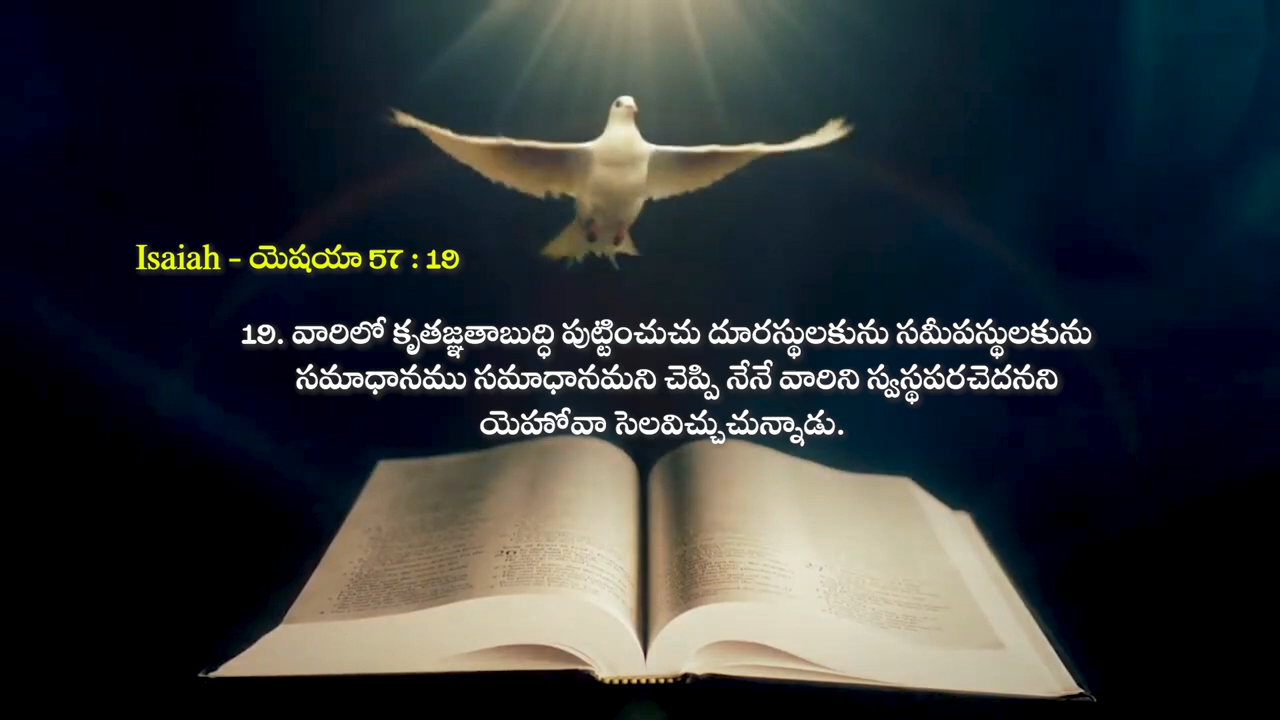 Isaiah - యెషయా 57 : 19
19. వారిలో కృతజ్ఞతాబుద్ధి పుట్టించుచు దూరస్థులకును సమీపస్థులకును
సమాధానము సమాధానమని చెప్పి నేనే వారిని స్వస్థపరచెదనని
యెహోవా సెలవిచ్చుచున్నాడు.